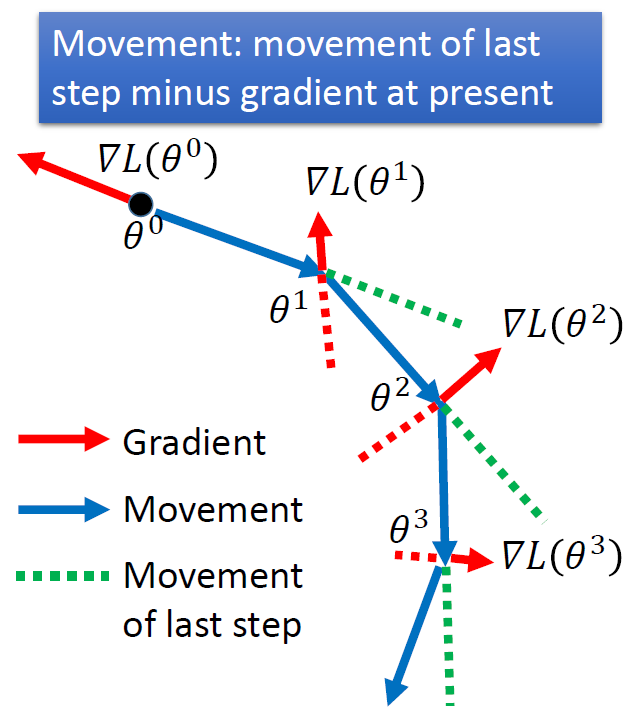 Movement: movement of last
step minus gradient at present
∇L(θ⁰)
θ⁰
∇L(θ¹)
θ¹
∇L(θ²)
θ²
Gradient
Movement
θ³
∇L(θ³)
Movement
of last step